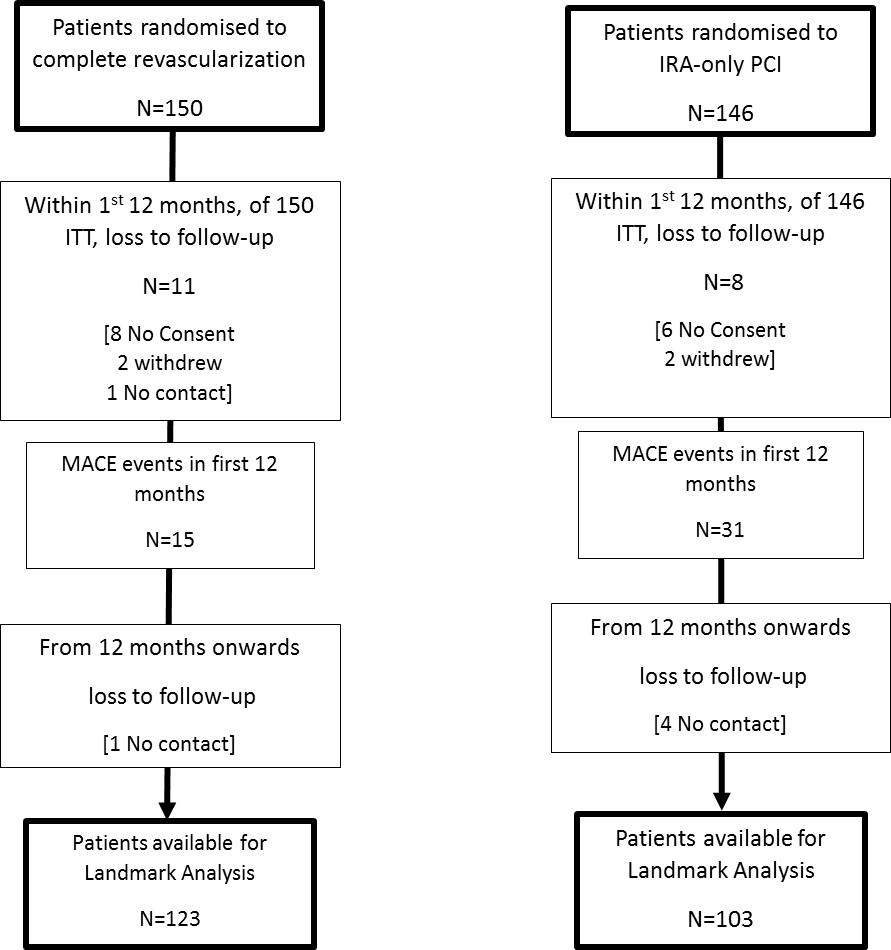 Patients randomised to
complete revascularization
N=150
Within 1st 12 months, of 150
ITT, loss to follow-up
N=11
[8 No Consent
2 withdrew
1 No contact]
MACE events in first 12
months
N=15
From 12 months onwards
loss to follow-up
[1 No contact]
Patients available for
Landmark Analysis
N=123
Patients randomised to
IRA-only PCI
N=146
Within 1st 12 months, of 146
ITT, loss to follow-up
N=8
[6 No Consent
2 withdrew]
MACE events in first 12
months
N=31
From 12 months onwards
loss to follow-up
[4 No contact]
Patients available for
Landmark Analysis
N=103